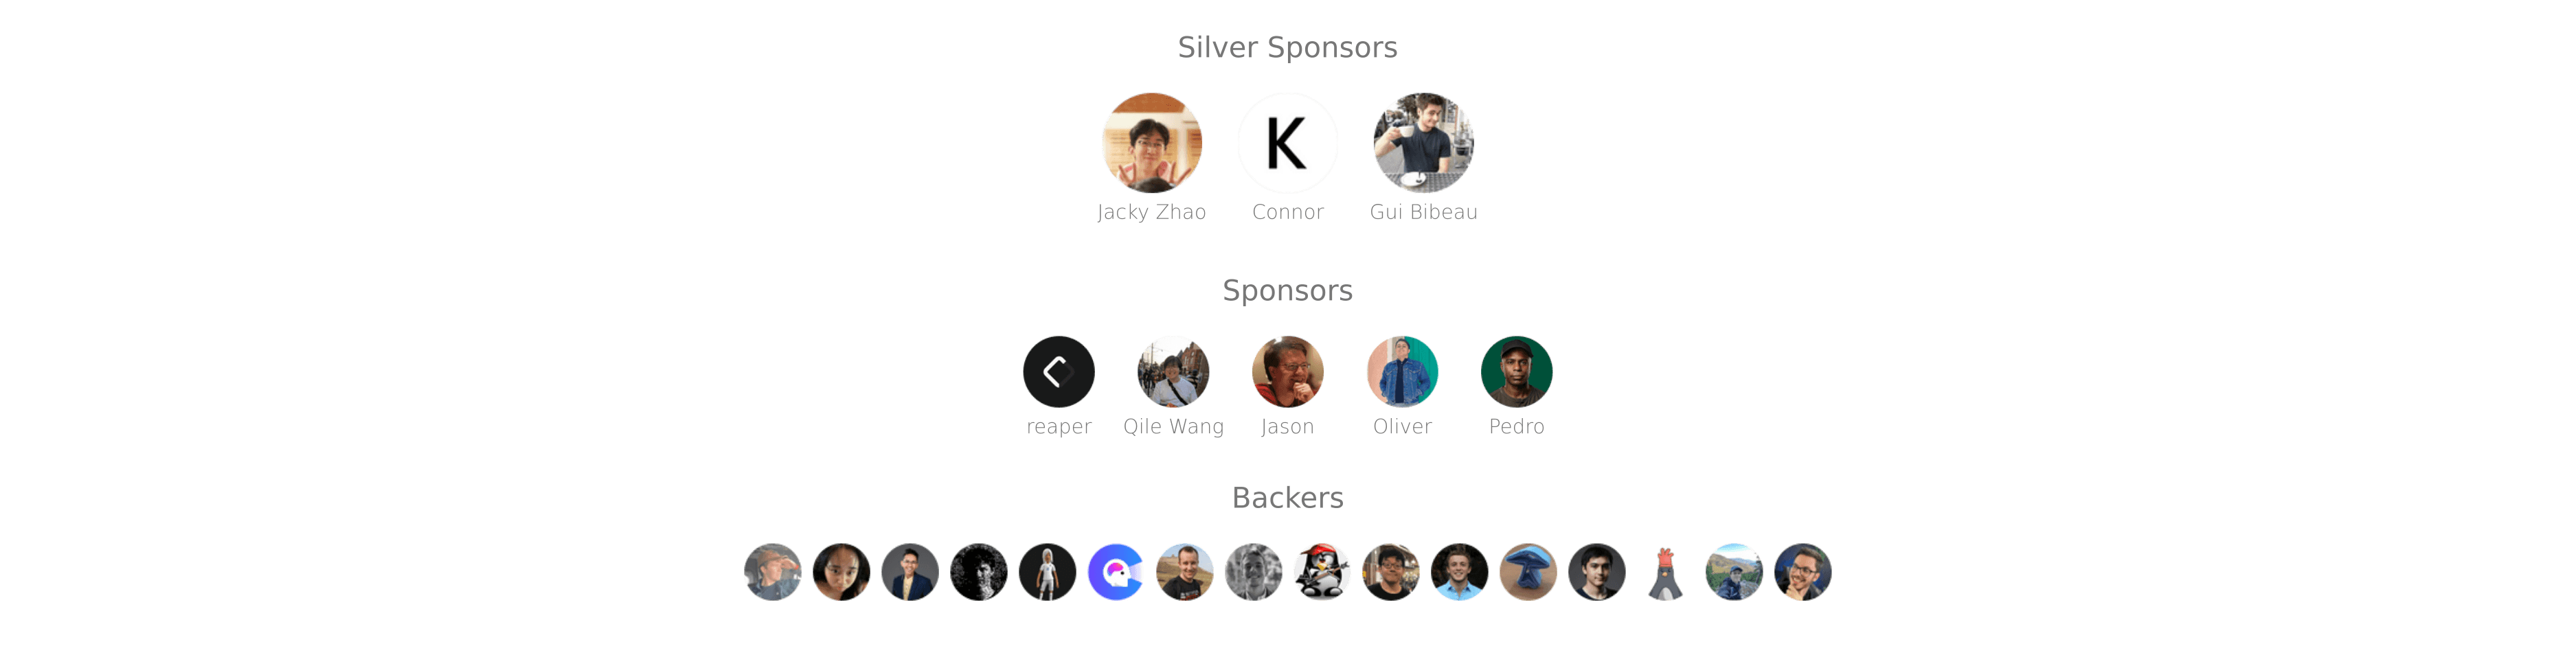 Silver Sponsors
K
Jacky Zhao Connor Gui Bibeau
Sponsors
reaper Qile Wang Jason Oliver Pedro
Backers